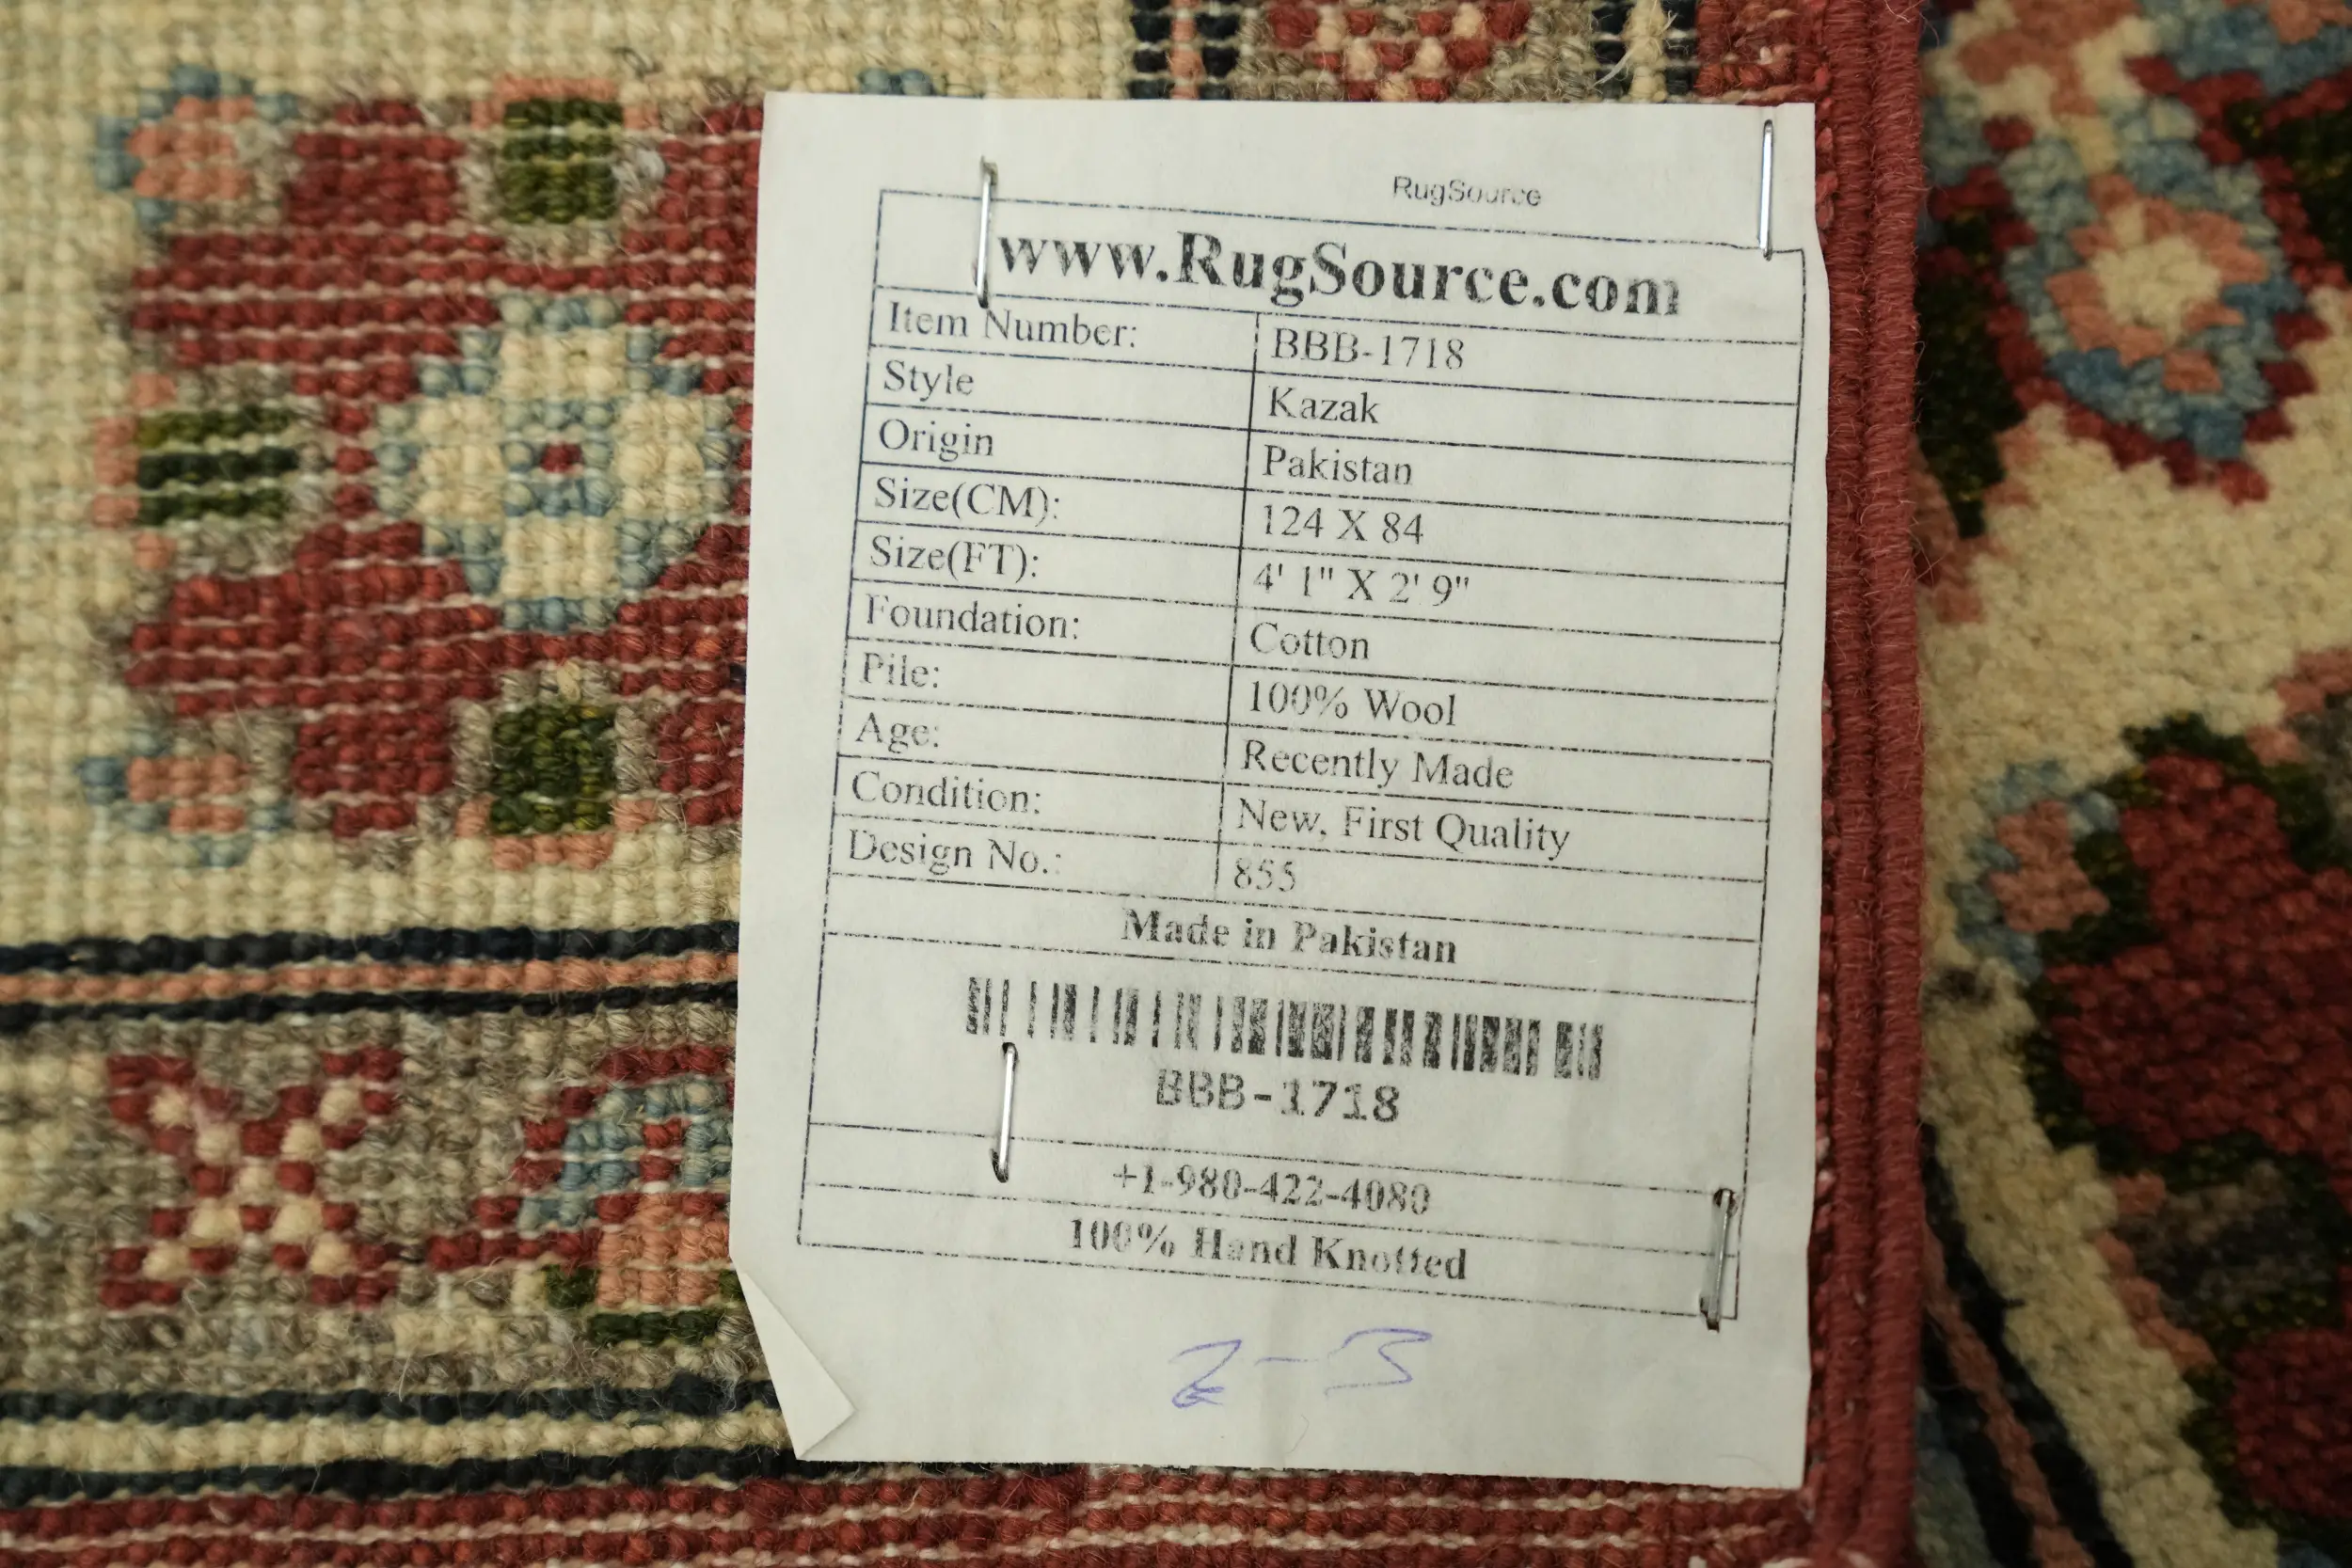 RugSource
www.RugSource.com
Item Number: BBB-1718
Style Kazak
Origin Pakistan
Size(CM): 124 X 84
Size(FT): 4' 1" X 2' 9"
Foundation: Cotton
Pile: 100% Wool
Age: Recently Made
Condition: New, First Quality
Design No.: 855
Made in Pakistan
BBB-1718
+1-980-422-4080
100% Hand Knotted
2-3